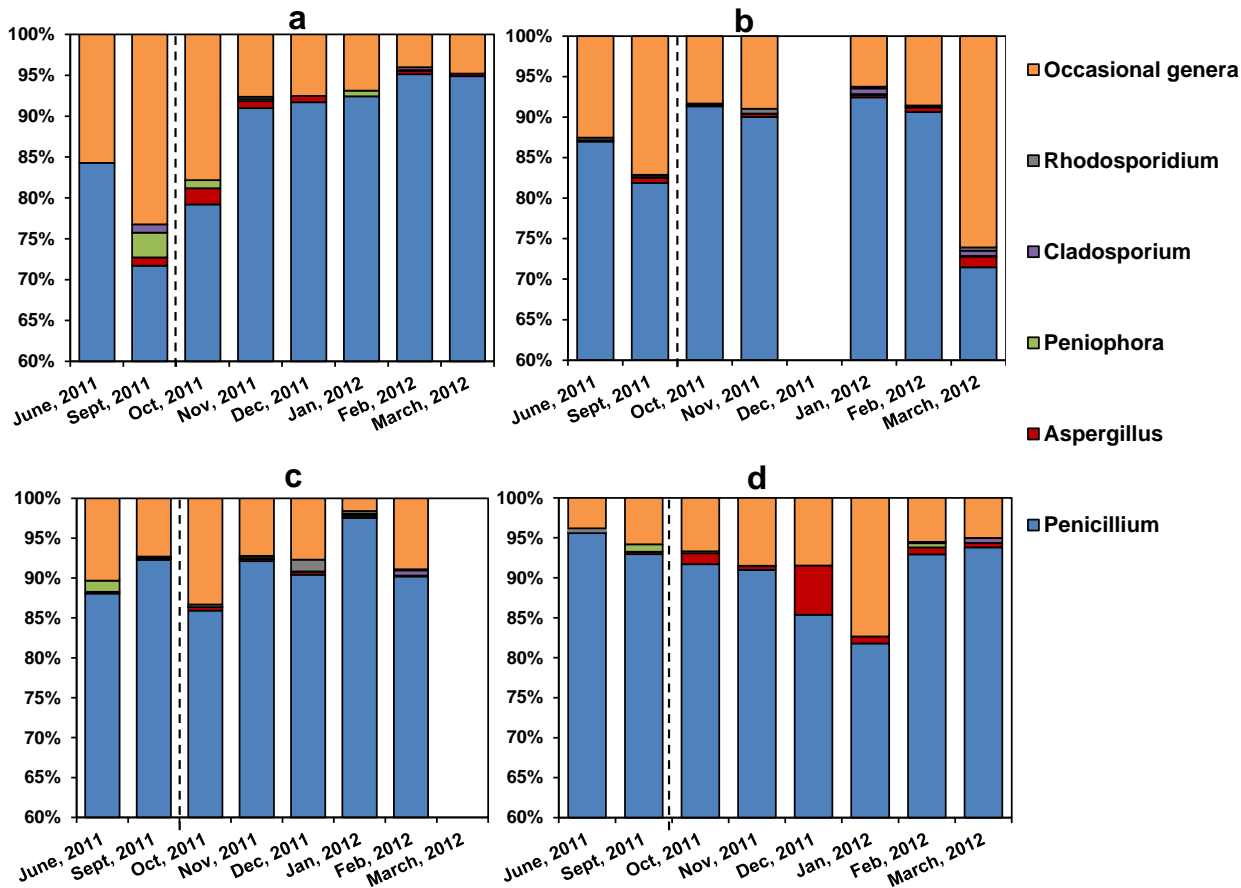 a
100%
95%
90%
85%
80%
75%
70%
65%
60%
June, 2011
Sept, 2011
Oct, 2011
Nov, 2011
Dec, 2011
Jan, 2012
Feb, 2012
March, 2012
b
100%
95%
90%
85%
80%
75%
70%
65%
60%
June, 2011
Sept, 2011
Oct, 2011
Nov, 2011
Dec, 2011
Jan, 2012
Feb, 2012
March, 2012
Occasional genera
Rhodosporidium
Cladosporium
Peniophora
Aspergillus
Penicillium
c
100%
95%
90%
85%
80%
75%
70%
65%
60%
June, 2011
Sept, 2011
Oct, 2011
Nov, 2011
Dec, 2011
Jan, 2012
Feb, 2012
March, 2012
d
100%
95%
90%
85%
80%
75%
70%
65%
60%
June, 2011
Sept, 2011
Oct, 2011
Nov, 2011
Dec, 2011
Jan, 2012
Feb, 2012
March, 2012